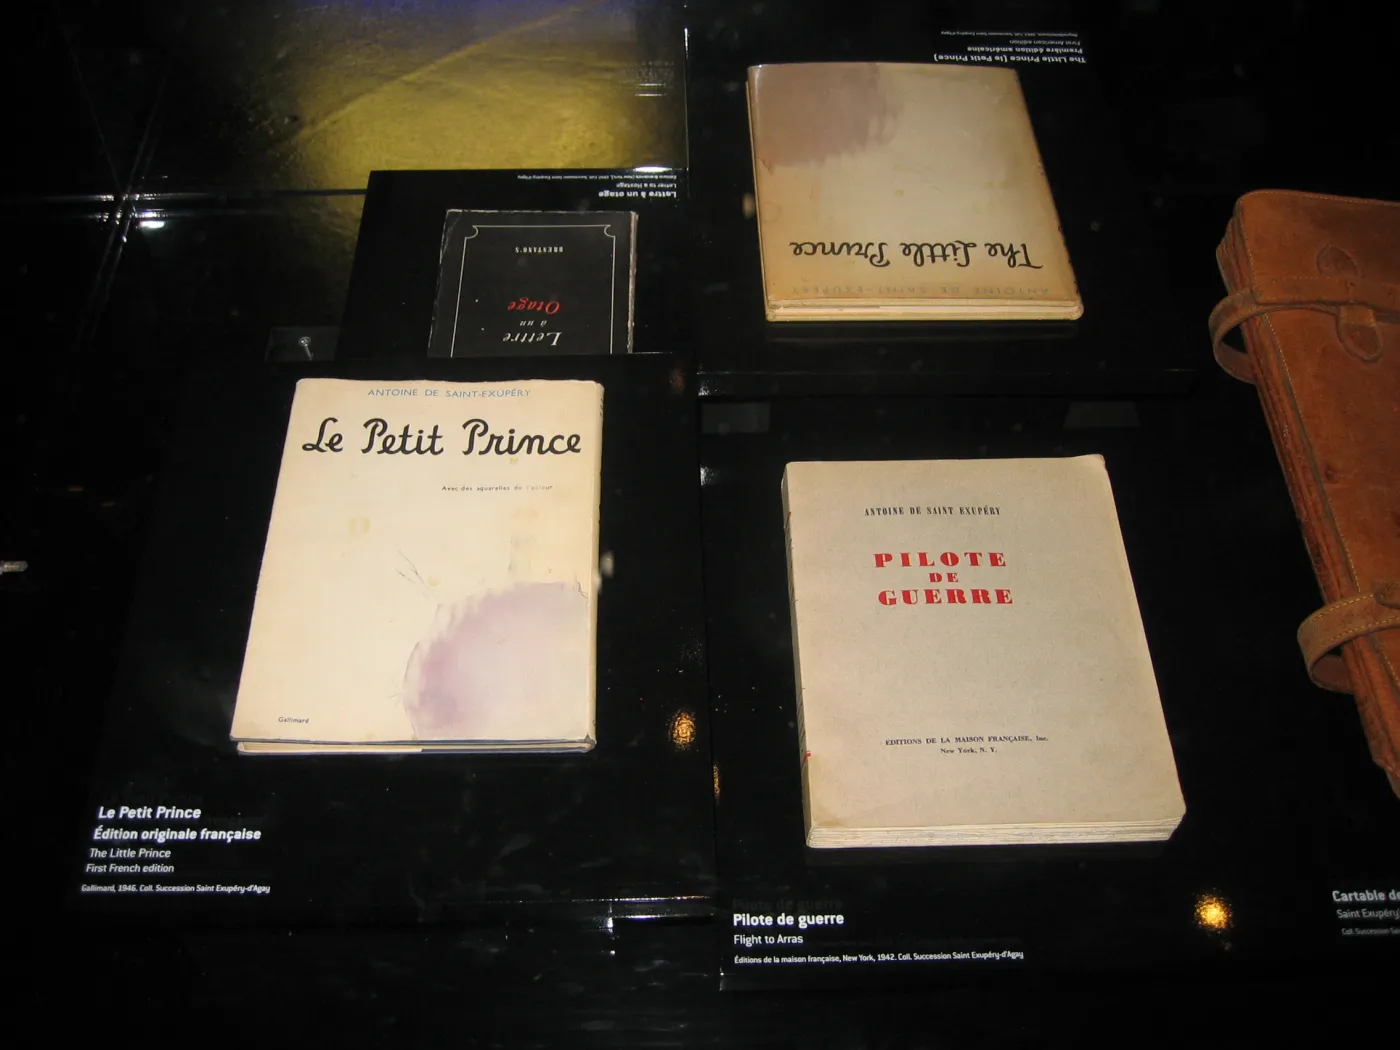 The Little Prince (le Petit Prince)
Première édition américaine
First American edition
The Little Prince
ANTOINE DE SAINT-EXUPÉRY
Lettre à un otage
Letter to a Hostage
Lettre
à un
Otage
BRENTANO'S
ANTOINE DE SAINT-EXUPÉRY
Le Petit Prince
Avec des aquarelles de l'auteur
Gallimard
Le Petit Prince
Édition originale française
The Little Prince
First French edition
Gallimard, 1946. Coll. Succession Saint Exupéry-d'Agay
ANTOINE DE SAINT EXUPÉRY
PILOTE
DE
GUERRE
ÉDITIONS DE LA MAISON FRANÇAISE, Inc.
New York, N. Y.
Pilote de guerre
Flight to Arras
Éditions de la maison française, New York, 1942. Coll. Succession Saint Exupéry-d'Agay
Cartable de
Saint Exupéry
Coll. Succession